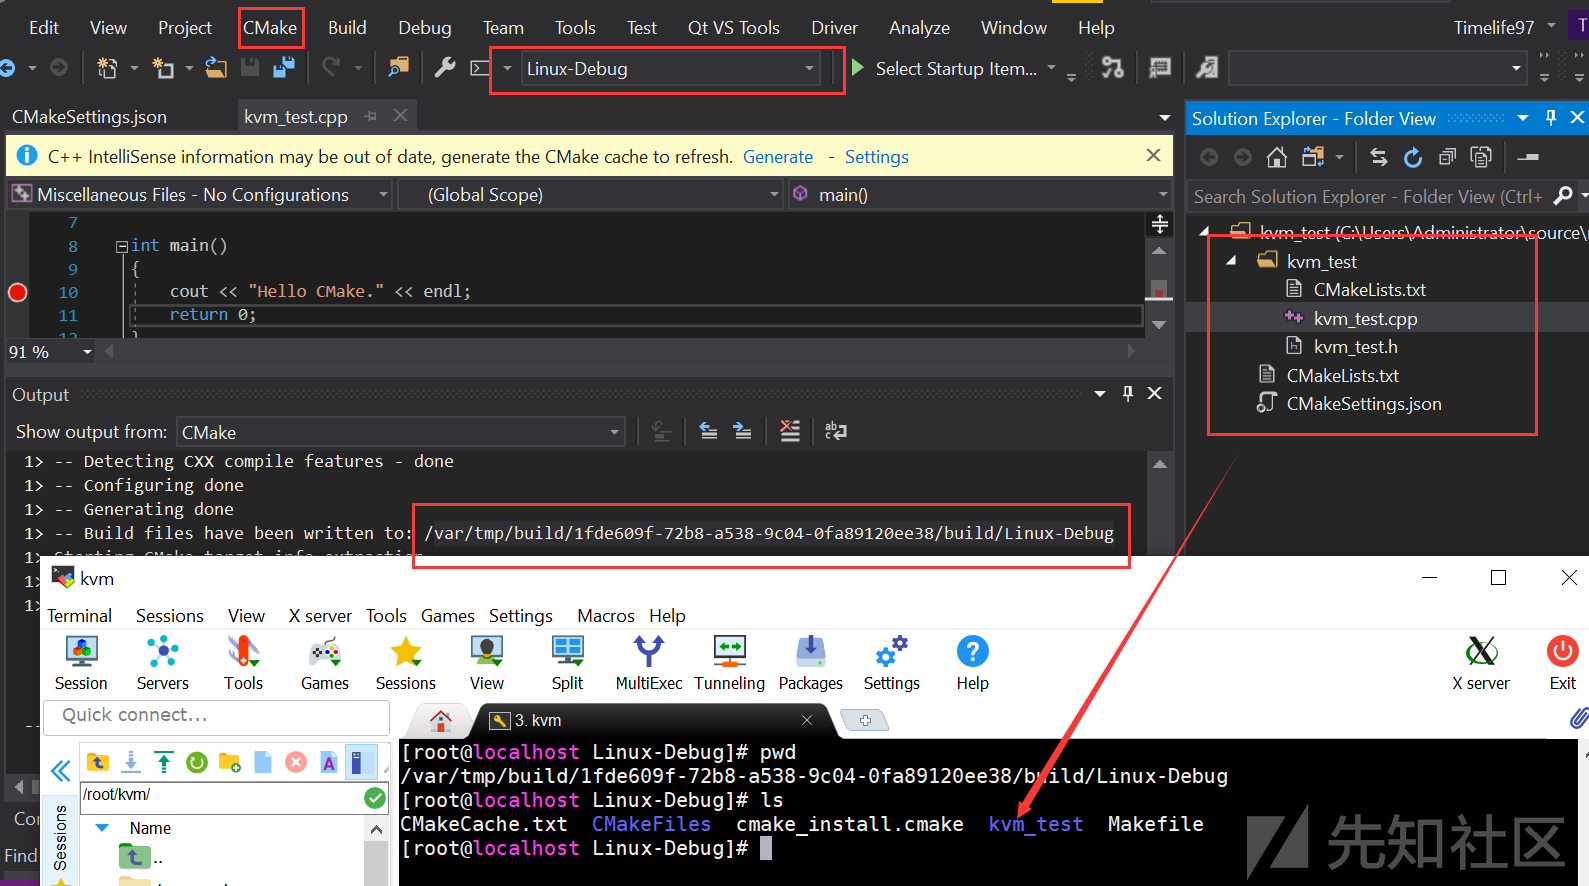 Edit View Project CMake Build Debug Team Tools Test Qt VS Tools Driver Analyze Window Help Timelife97 T
Linux-Debug Select Startup Item...
CMakeSettings.json kvm_test.cpp
Solution Explorer - Folder View
C++ IntelliSense information may be out of date, generate the CMake cache to refresh. Generate - Settings
Miscellaneous Files - No Configurations (Global Scope) main()
Search Solution Explorer - Folder View (Ctrl+
7
8 int main()
9 {
10 cout << "Hello CMake." << endl;
11 return 0;
12 }
91 %
kvm_test (C:\Users\Administrator\source\
kvm_test
CMakeLists.txt
kvm_test.cpp
kvm_test.h
CMakeLists.txt
CMakeSettings.json
Output
Show output from: CMake
1> -- Detecting CXX compile features - done
1> -- Configuring done
1> -- Generating done
1> -- Build files have been written to: /var/tmp/build/1fde609f-72b8-a538-9c04-0fa89120ee38/build/Linux-Debug
1> Starting CMake target info extraction
1>
1>
--
Co
Find
kvm
Terminal Sessions View X server Tools Games Settings Macros Help
Session Servers Tools Games Sessions View Split MultiExec Tunneling Packages Settings Help X server Exit
Quick connect...
3. kvm
/root/kvm/
Name
..
Sessions
[root@localhost Linux-Debug]# pwd
/var/tmp/build/1fde609f-72b8-a538-9c04-0fa89120ee38/build/Linux-Debug
[root@localhost Linux-Debug]# ls
CMakeCache.txt CMakeFiles cmake_install.cmake kvm_test Makefile
[root@localhost Linux-Debug]#
先知社区